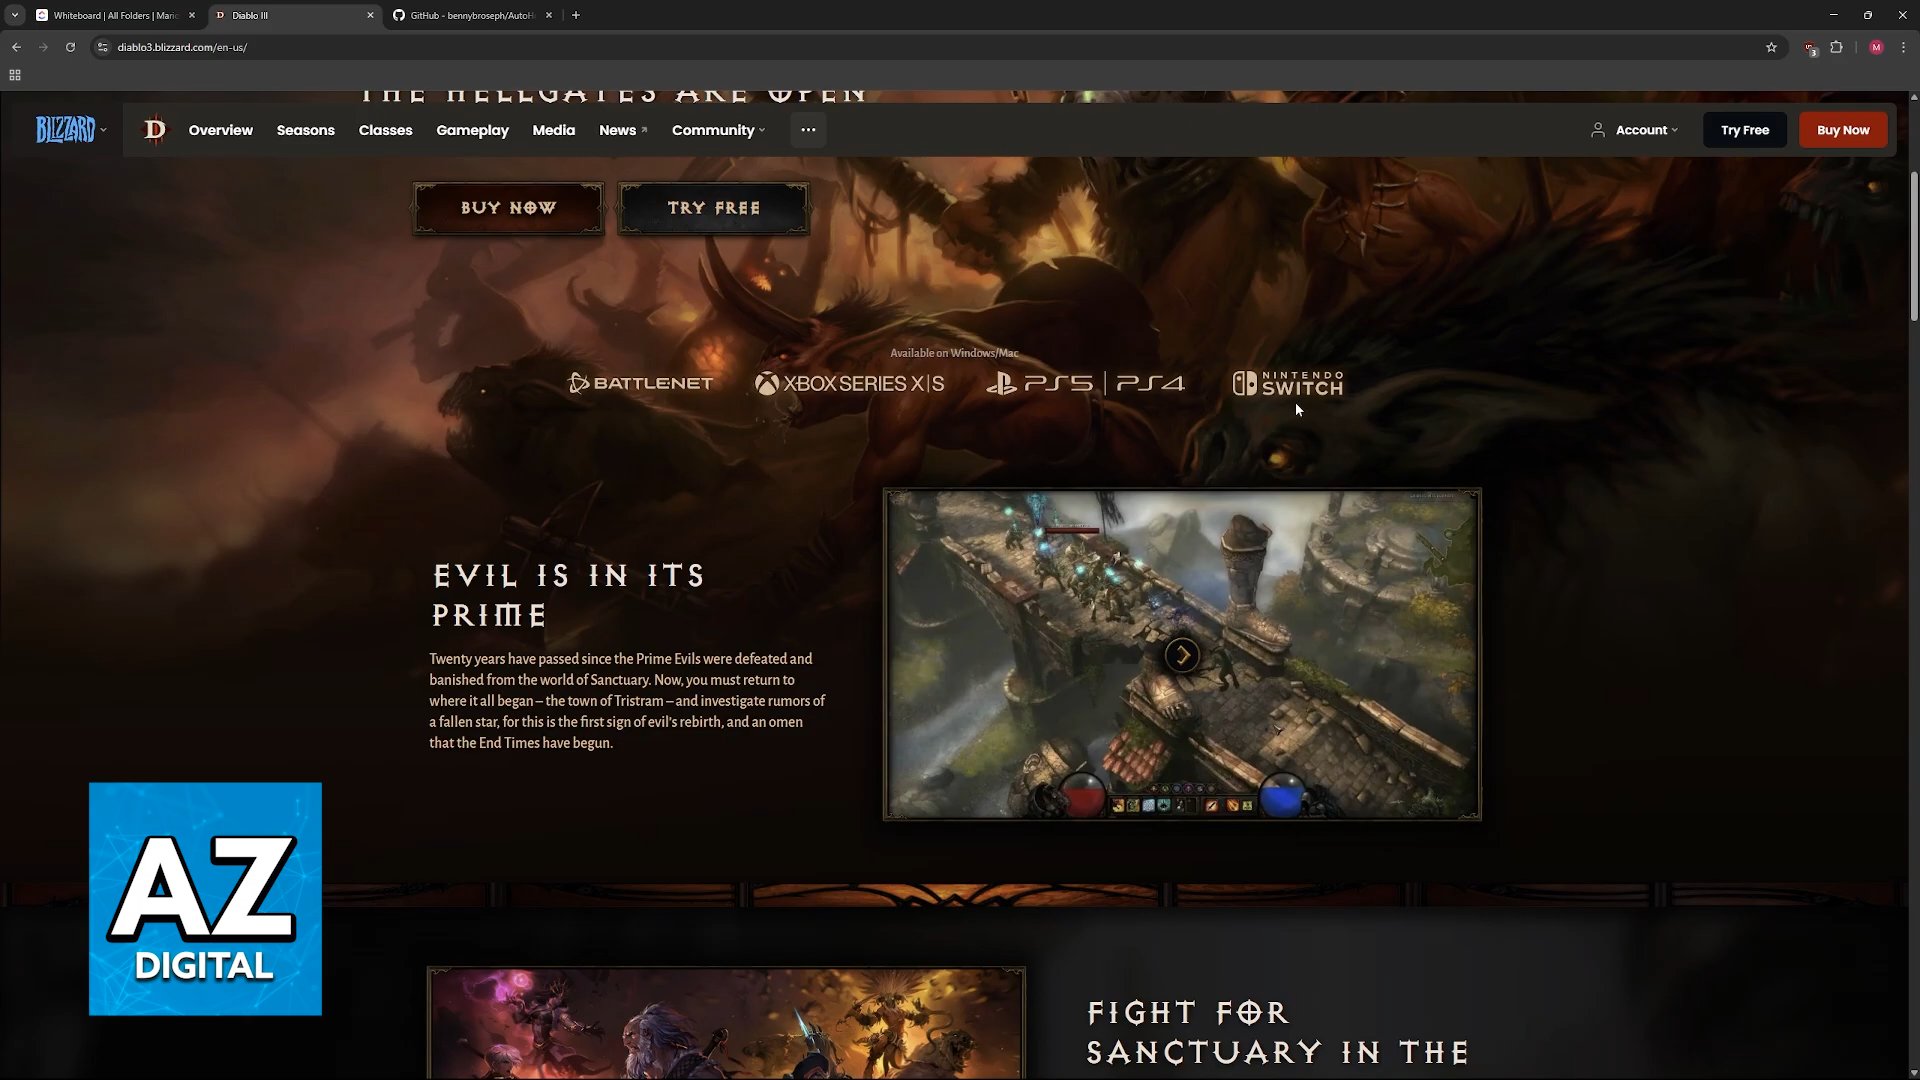 Whiteboard | All Folders | Mario
Diablo III
GitHub - bennybroseph/AutoH
diablo3.blizzard.com/en-us/
3
M
THE HELLGATES ARE OPEN
BLIZZARD
D
Overview
Seasons
Classes
Gameplay
Media
News
Community
Account
Try Free
Buy Now
BUY NOW
TRY FREE
Available on Windows/Mac
BATTLE.NET
XBOX SERIES X|S
PS5 | PS4
NINTENDO
SWITCH
EVIL IS IN ITS
PRIME
Twenty years have passed since the Prime Evils were defeated and
banished from the world of Sanctuary. Now, you must return to
where it all began – the town of Tristram – and investigate rumors of
a fallen star, for this is the first sign of evil's rebirth, and an omen
that the End Times have begun.
AZ
DIGITAL
FIGHT FOR
SANCTUARY IN THE